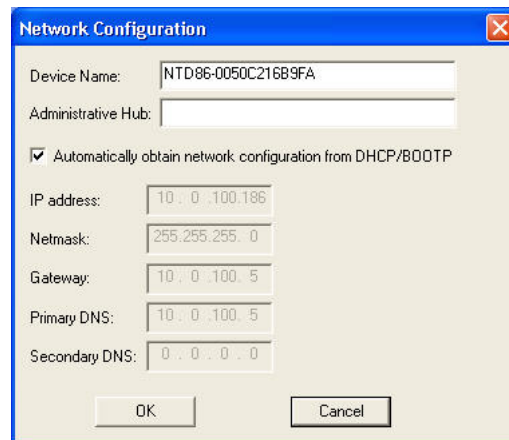 Network Configuration
Device Name: NTD86-0050C216B9FA
Administrative Hub:
Automatically obtain network configuration from DHCP/BOOTP
IP address: 10 . 0 .100.186
Netmask: 255.255.255. 0
Gateway: 10 . 0 .100. 5
Primary DNS: 10 . 0 .100. 5
Secondary DNS: 0 . 0 . 0 . 0
OK Cancel